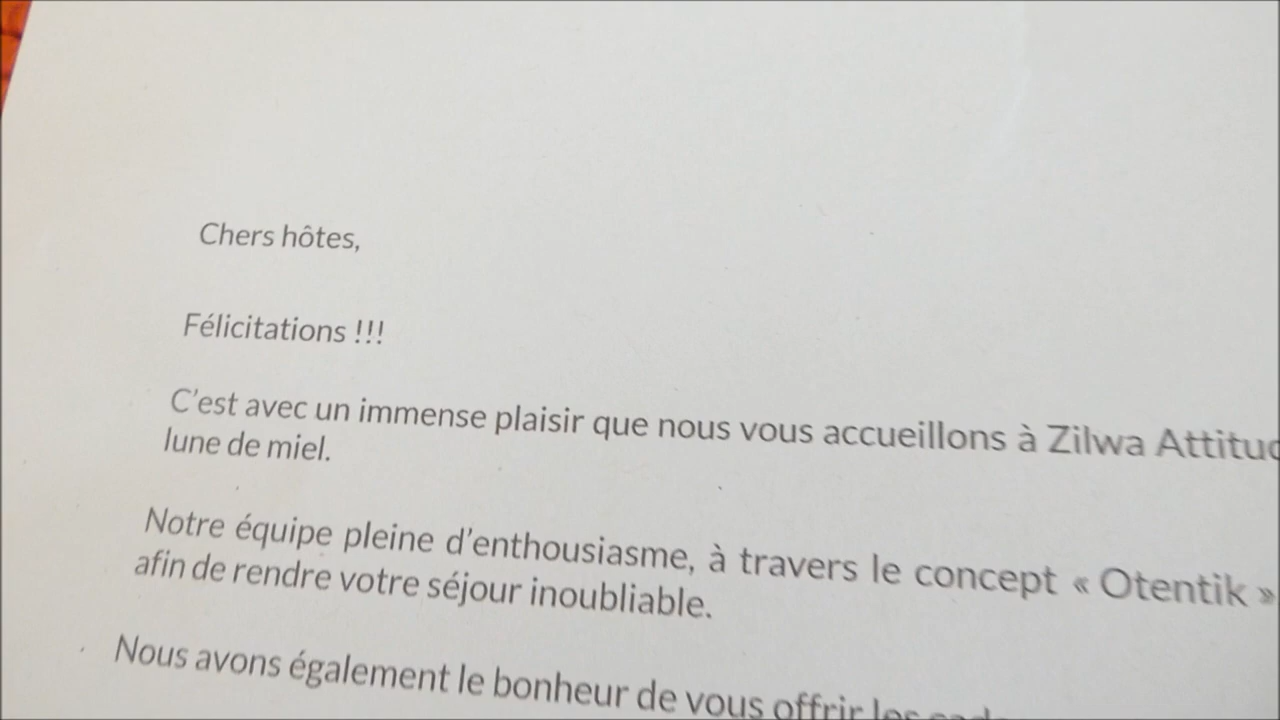 Chers hôtes,
Félicitations !!!
C'est avec un immense plaisir que nous vous accueillons à Zilwa
lune de miel.
Notre équipe pleine d'enthousiasme, à travers le concept « Otentik »
afin de rendre votre séjour inoubliable.
Nous avons également le bonheur de vous offrir les